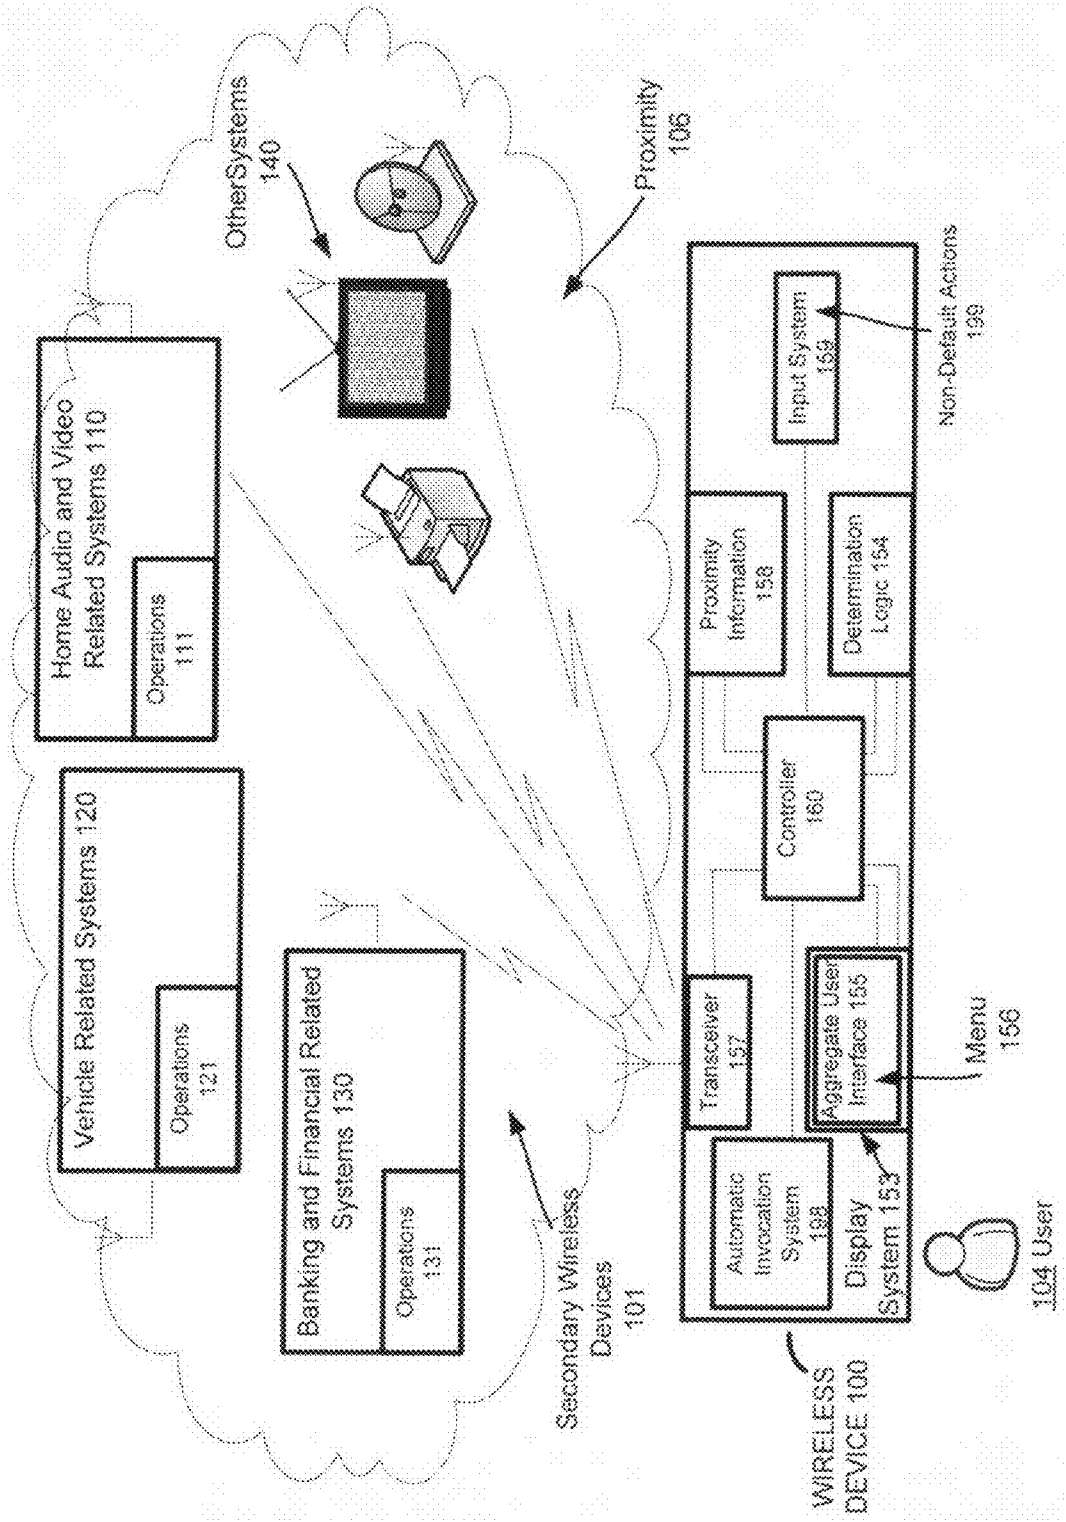 Home Audio and Video
Related Systems 110
Operations
111
Vehicle Related Systems 120
Operations
121
Banking and Financial Related
Systems 130
Operations
131
OtherSystems
140
Proximity
106
Secondary Wireless
Devices
101
WIRELESS
DEVICE 100
Automatic
Invocation
System
198
Display
System 153
Transceiver
157
Aggregate User
Interface 155
Menu
156
Controller
160
Proximity
Information
158
Determination
Logic 154
Input System
159
Non-Default Actions
199
104 User